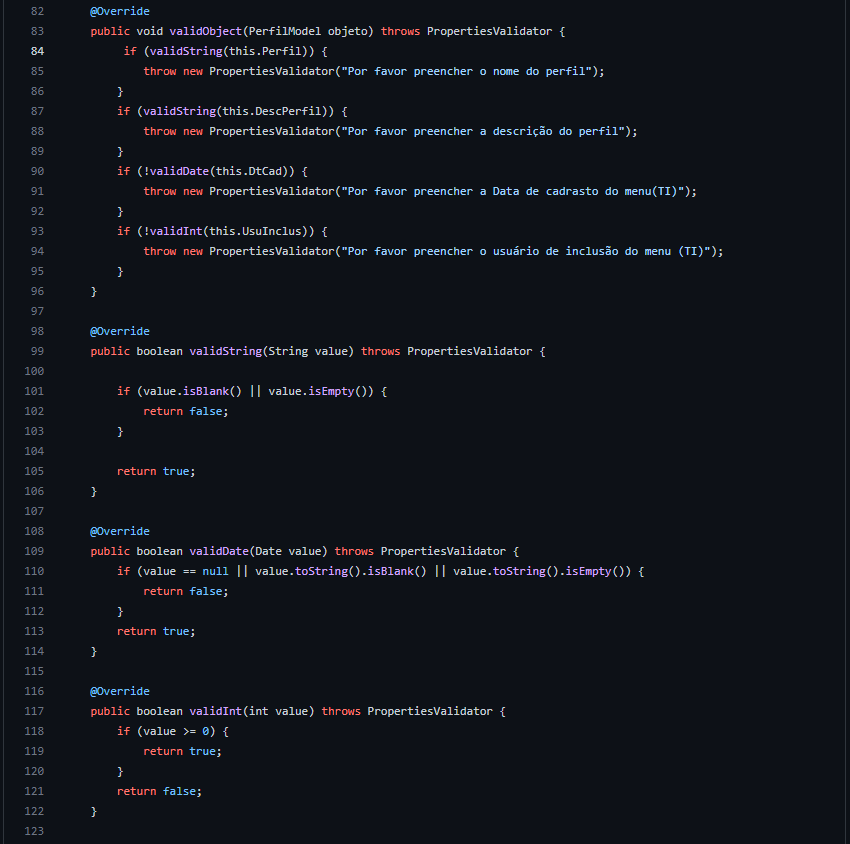 82 @Override
83 public void validObject(PerfilModel objeto) throws PropertiesValidator {
84 if (validString(this.Perfil)) {
85 throw new PropertiesValidator("Por favor preencher o nome do perfil");
86 }
87 if (validString(this.DescPerfil)) {
88 throw new PropertiesValidator("Por favor preencher a descrição do perfil");
89 }
90 if (!validDate(this.DtCad)) {
91 throw new PropertiesValidator("Por favor preencher a Data de cadrasto do menu(TI)");
92 }
93 if (!validInt(this.UsuInclus)) {
94 throw new PropertiesValidator("Por favor preencher o usuário de inclusão do menu (TI)");
95 }
96 }
97
98 @Override
99 public boolean validString(String value) throws PropertiesValidator {
100
101 if (value.isBlank() || value.isEmpty()) {
102 return false;
103 }
104
105 return true;
106 }
107
108 @Override
109 public boolean validDate(Date value) throws PropertiesValidator {
110 if (value == null || value.toString().isBlank() || value.toString().isEmpty()) {
111 return false;
112 }
113 return true;
114 }
115
116 @Override
117 public boolean validInt(int value) throws PropertiesValidator {
118 if (value >= 0) {
119 return true;
120 }
121 return false;
122 }
123